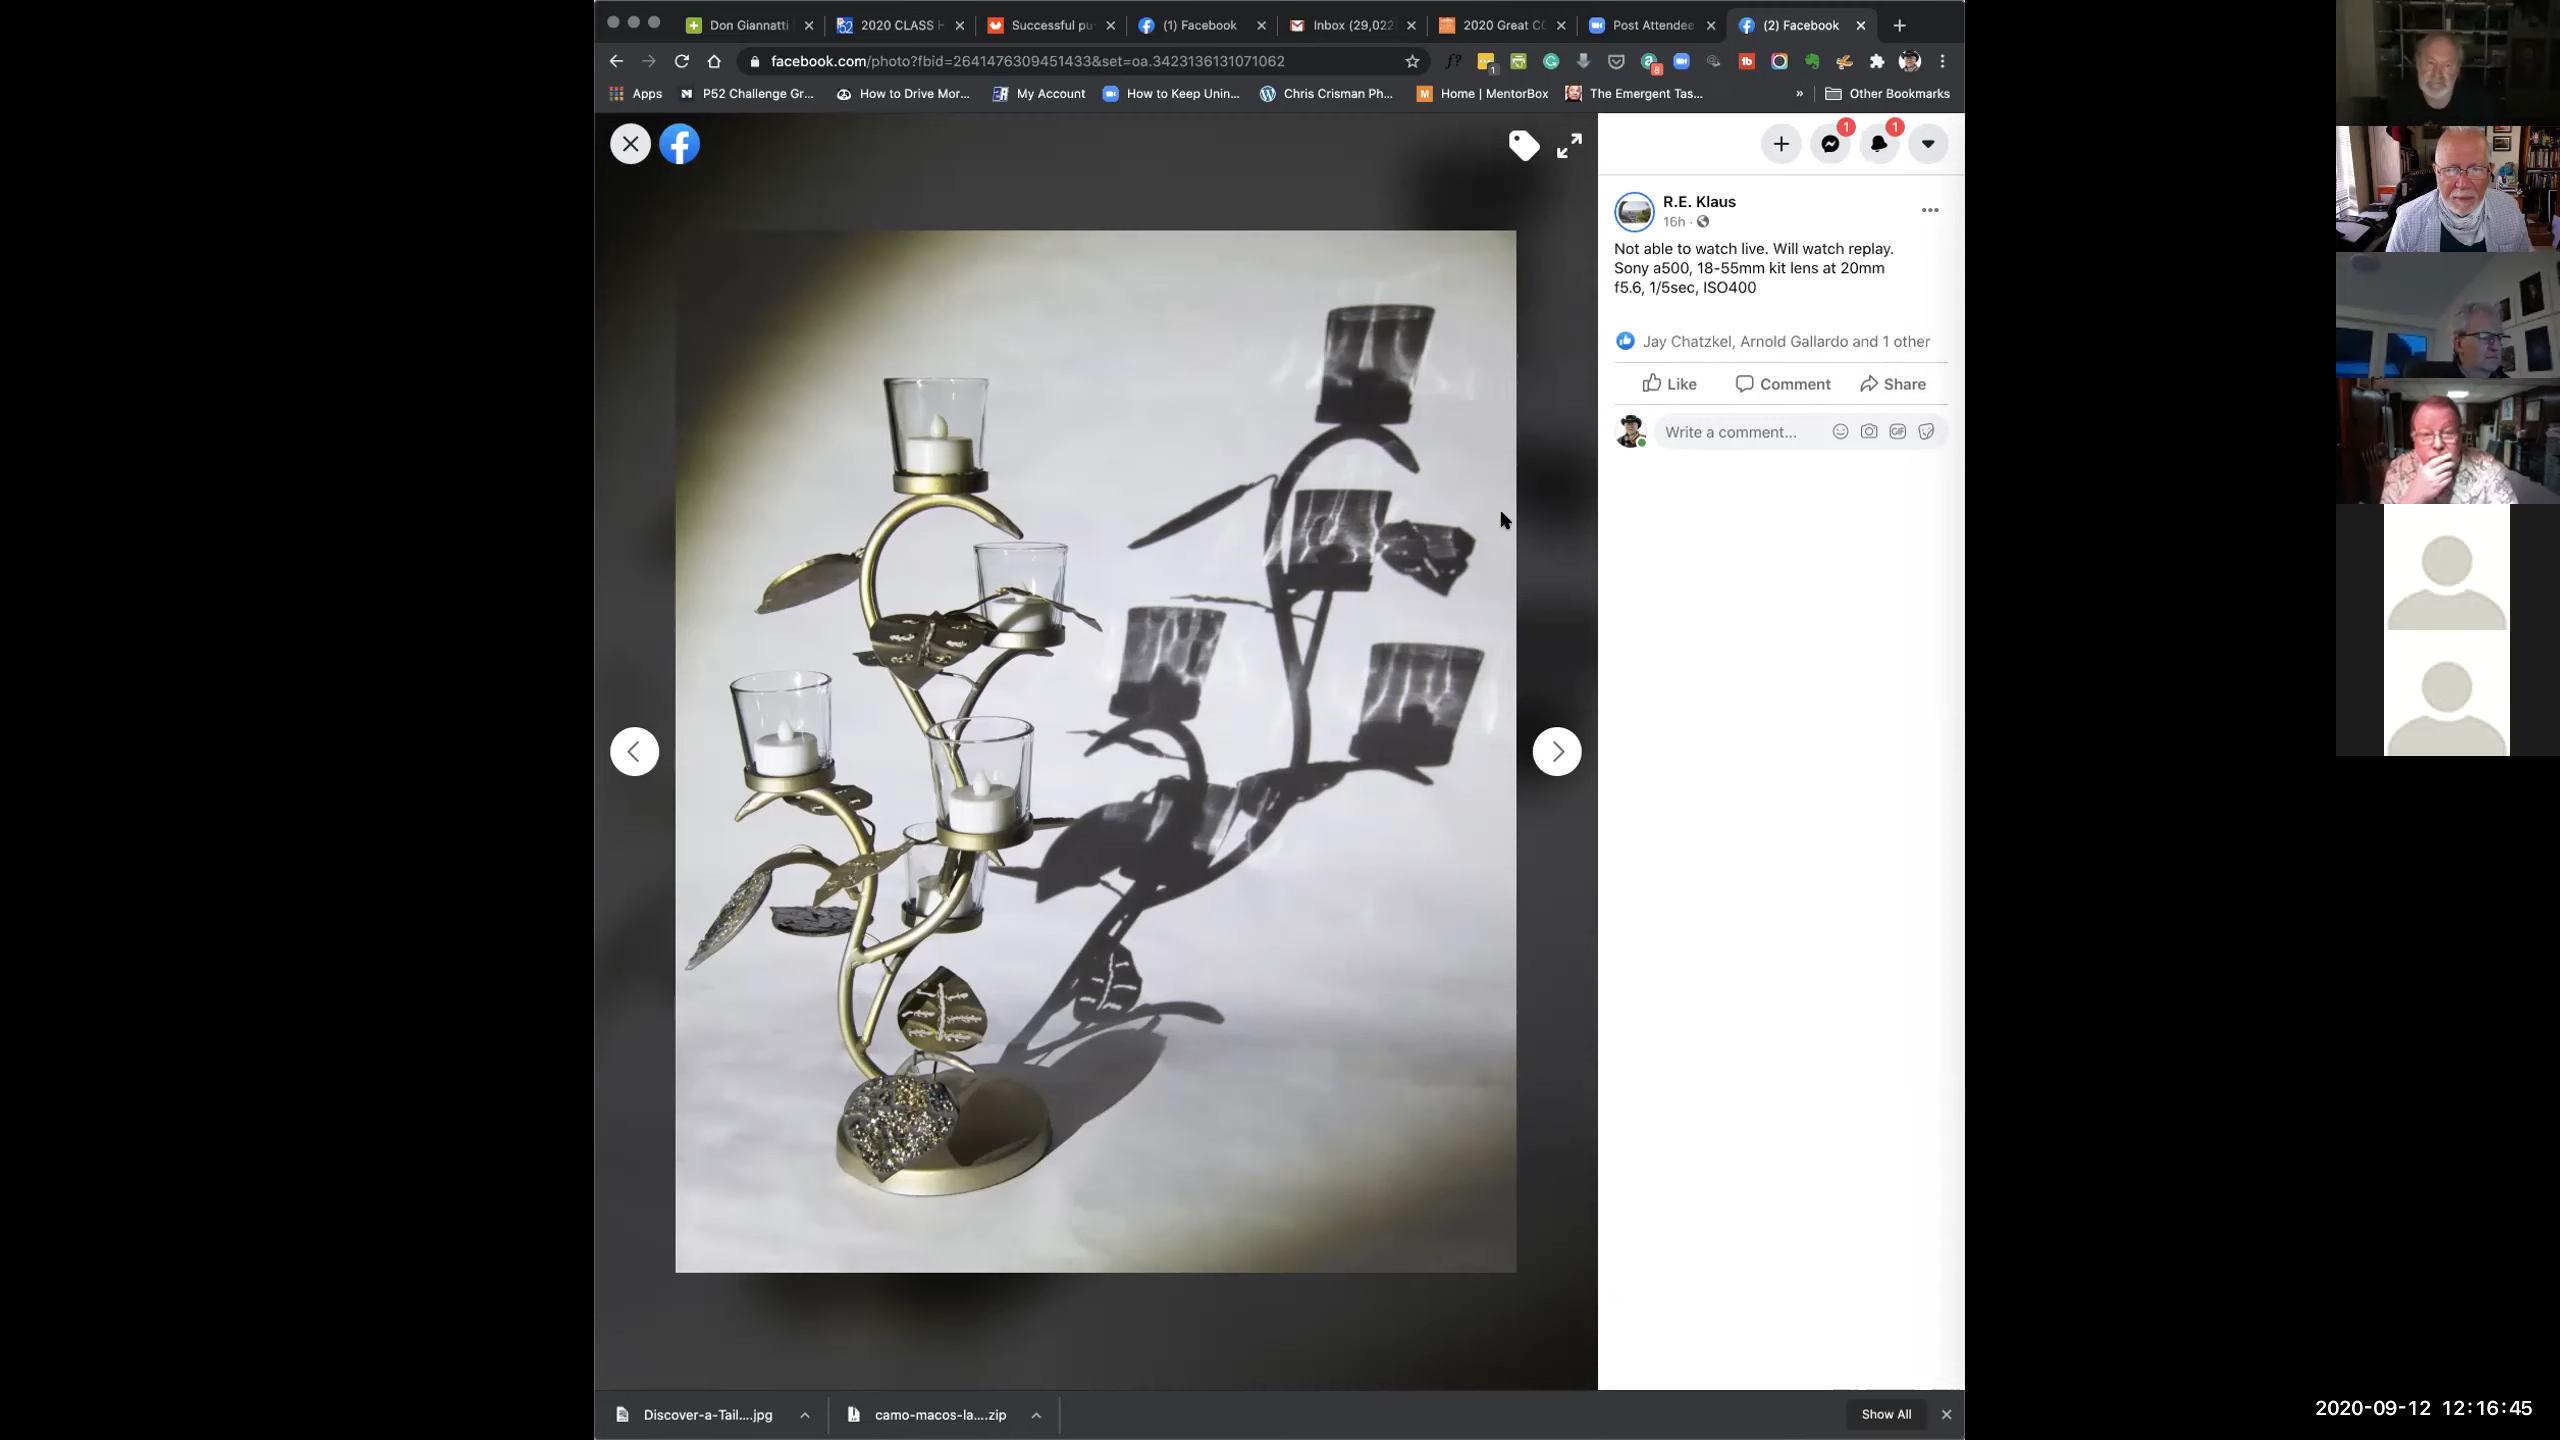 Don Giannatti
2020 CLASS H
Successful pu
(1) Facebook
Inbox (29,022
2020 Great CC
Post Attendee
(2) Facebook
facebook.com/photo?fbid=2641476309451433&set=oa.3423136131071062
Apps
P52 Challenge Gr...
How to Drive Mor...
My Account
How to Keep Unin...
Chris Crisman Ph...
Home | MentorBox
The Emergent Tas...
»
Other Bookmarks
1
1
R.E. Klaus
16h ·
Not able to watch live. Will watch replay.
Sony a500, 18-55mm kit lens at 20mm
f5.6, 1/5sec, ISO400
Jay Chatzkel, Arnold Gallardo and 1 other
Like
Comment
Share
Write a comment...
GIF
Discover-a-Tail....jpg
camo-macos-la....zip
Show All
2020-09-12 12:16:45